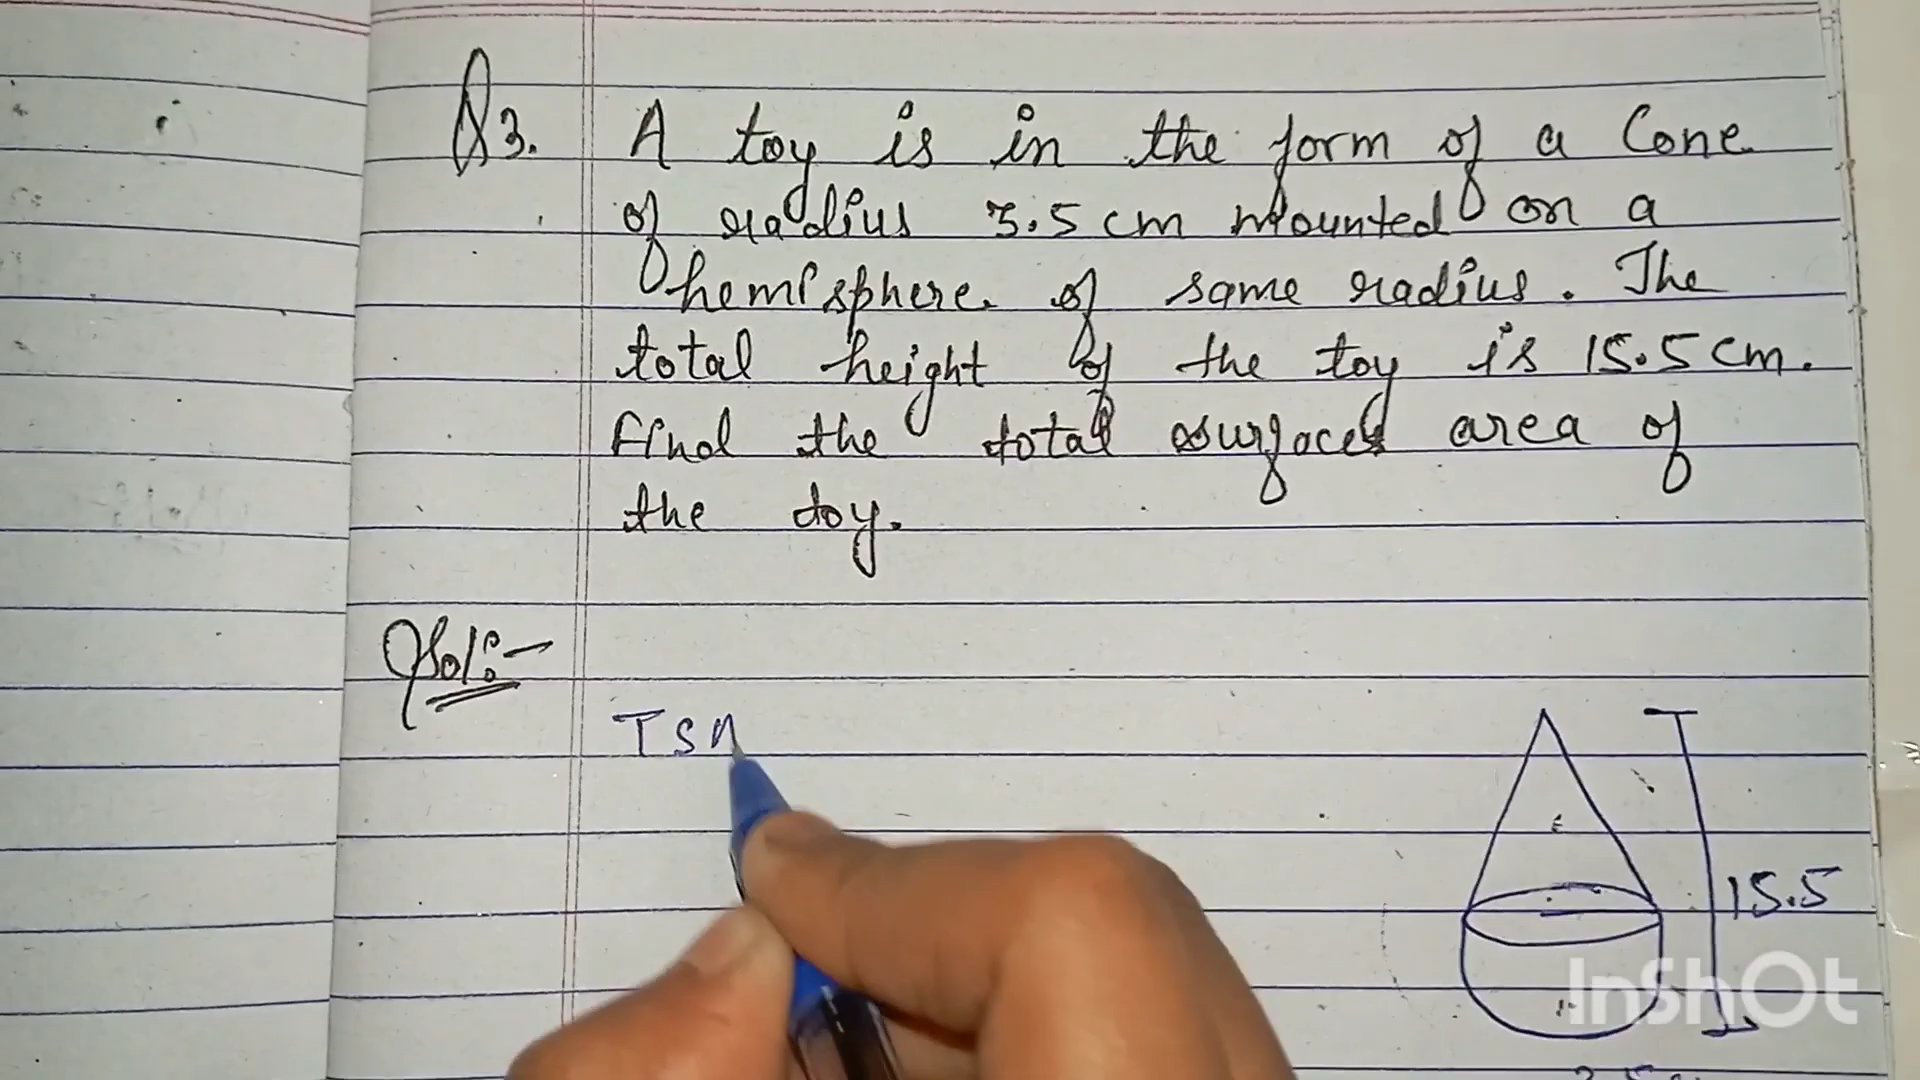 Q3. A toy is in the form of a Cone
of radius 3.5 cm mounted on a
hemisphere of same radius. The
total height of the toy is 15.5 cm.
Find the total surface area of
the toy.
Sol:-
TSA
15.5
InShOt